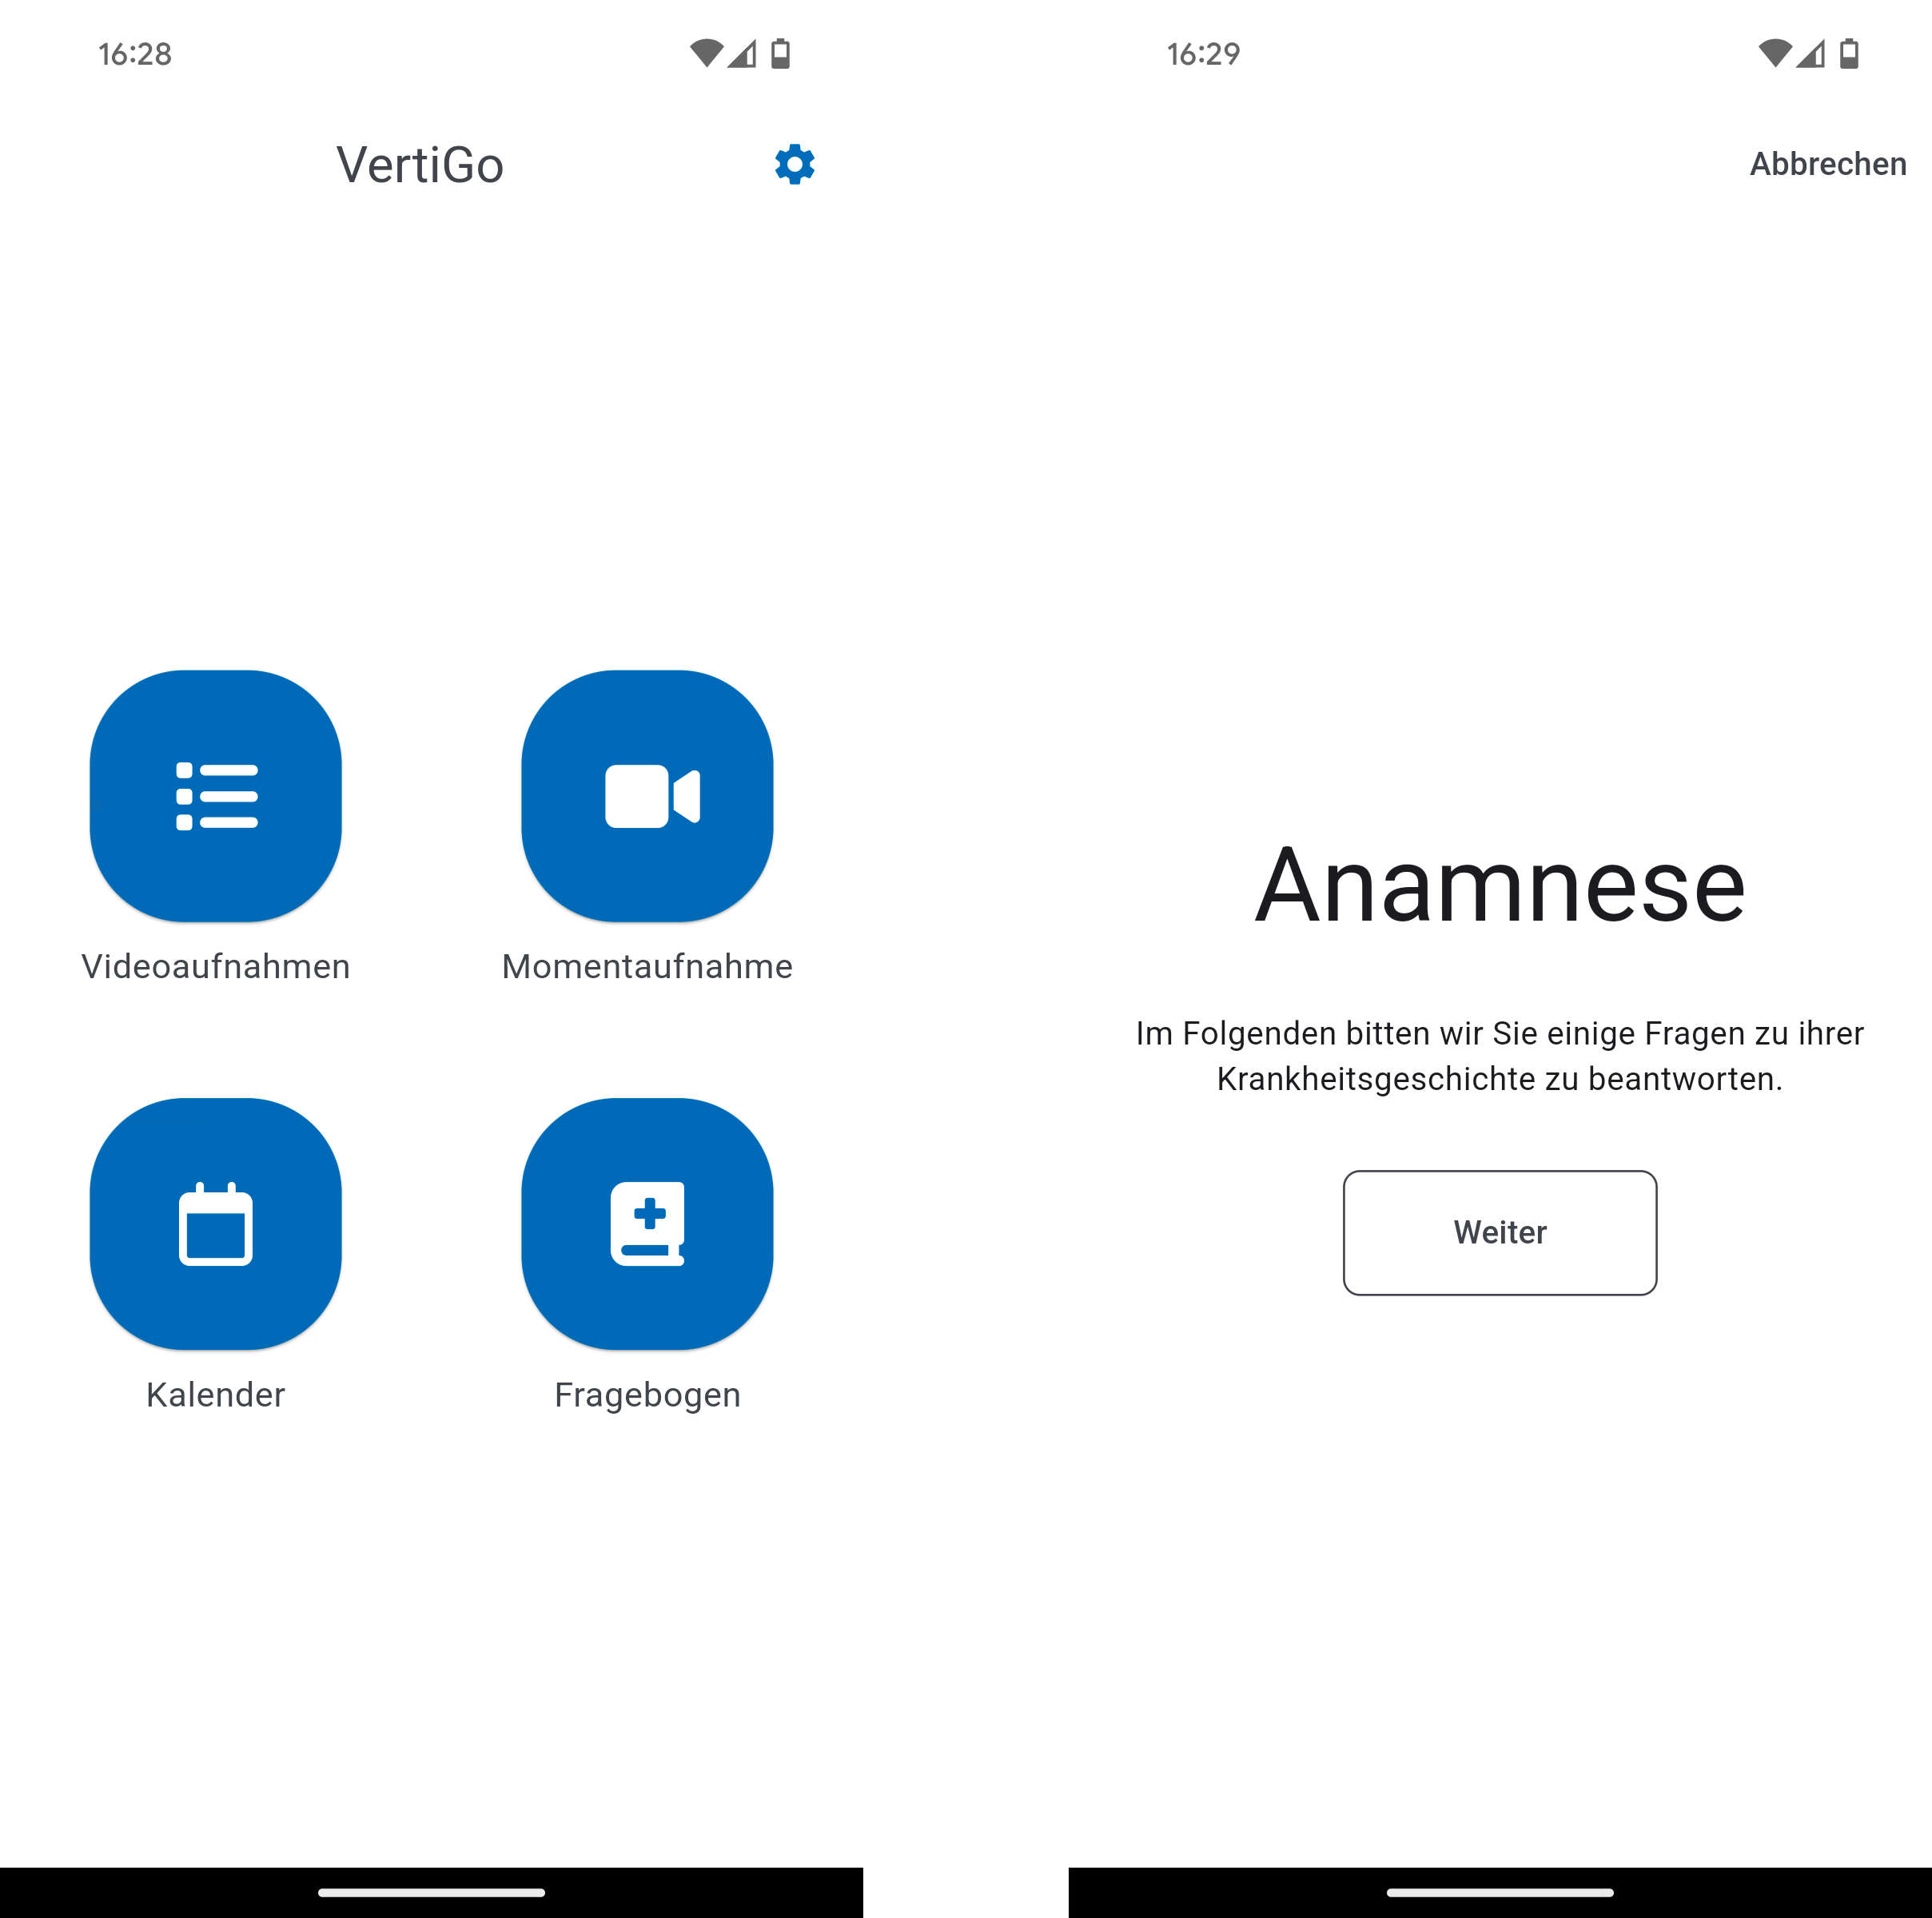 16:28
VertiGo
Videoaufnahmen
Momentaufnahme
Kalender
Fragebogen
16:29
Abbrechen
Anamnese
Im Folgenden bitten wir Sie einige Fragen zu ihrer
Krankheitsgeschichte zu beantworten.
Weiter